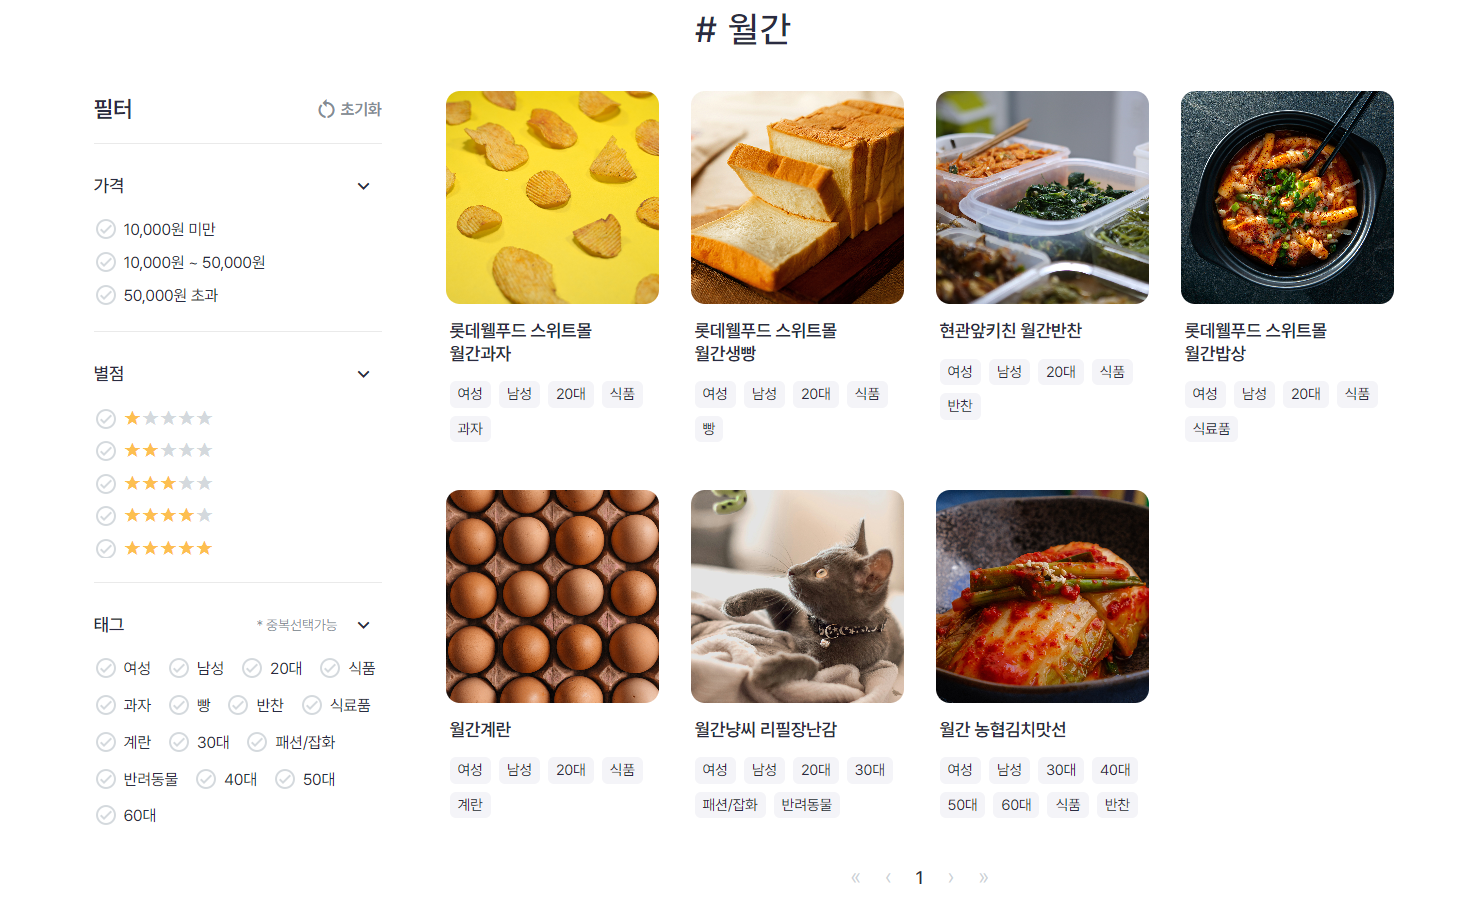 # 월간
필터
초기화
가격
10,000원 미만
10,000원 ~ 50,000원
50,000원 초과
별점
태그
* 중복선택가능
여성 남성 20대 식품
과자 빵 반찬 식료품
계란 30대 패션/잡화
반려동물 40대 50대
60대
롯데웰푸드 스위트몰
월간과자
여성 남성 20대 식품
과자
롯데웰푸드 스위트몰
월간생빵
여성 남성 20대 식품
빵
현관앞키친 월간반찬
여성 남성 20대 식품
반찬
롯데웰푸드 스위트몰
월간밥상
여성 남성 20대 식품
식료품
월간계란
여성 남성 20대 식품
계란
월간냥씨 리필장난감
여성 남성 20대 30대
패션/잡화 반려동물
월간 농협김치맛선
여성 남성 30대 40대
50대 60대 식품 반찬
« ‹ 1 › »